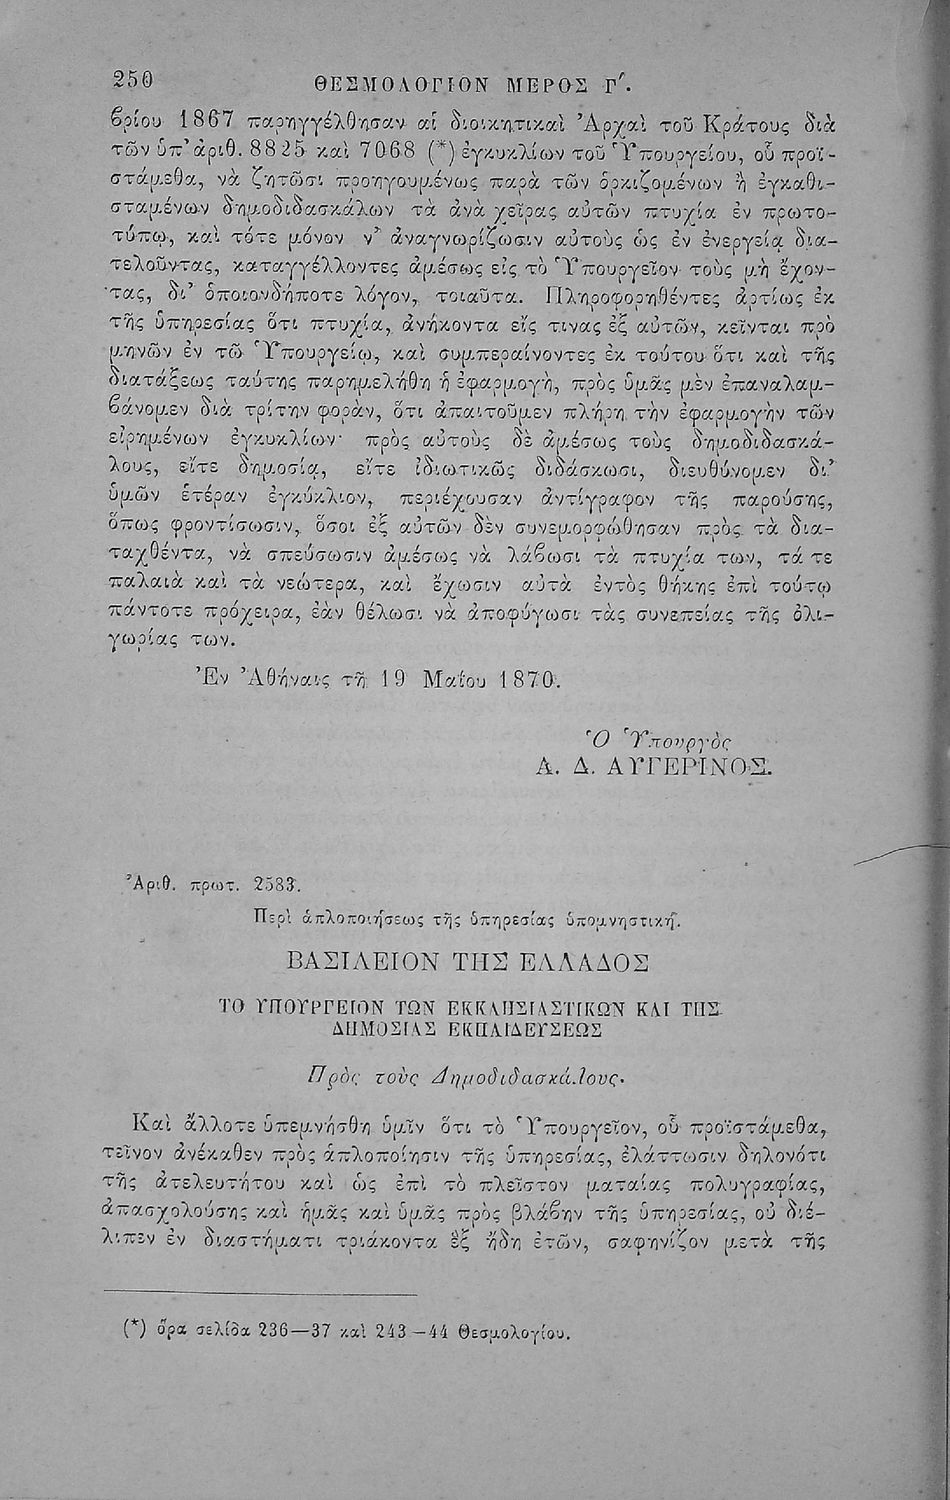 250 ΘΕΣΜΟΛΟΓΙΟΝ ΜΕΡΟΣ Γ΄.
ϐρίου 1867 παρηγγέλθησαν αἱ διοικητικαὶ Ἀρχαὶ τοῦ Κράτους διὰ
τῶν ὑπ' ἀριθ. 8825 καὶ 7068 (*) ἐγκυκλίων τοῦ Ὑπουργείου, οὗ προϊ-
στάμεθα, νὰ ζητῶσι προηγουμένως παρὰ τῶν ὁρκιζομένων ἢ ἐγκαθι-
σταμένων δημοδιδασκάλων τὰ ἀνὰ χεῖρας αὐτῶν πτυχία ἐν πρωτο-
τύπῳ, καὶ τότε μόνον ν' ἀναγνωρίζωσιν αὐτοὺς ὡς ἐν ἐνεργείᾳ δια-
τελοῦντας, καταγγέλλοντες ἀμέσως εἰς τὸ Ὑπουργεῖον τοὺς μὴ ἔχον-
τας, δι' ὁποιονδήποτε λόγον, τοιαῦτα. Πληροφορηθέντες ἀρτίως ἐκ
τῆς ὑπηρεσίας ὅτι πτυχία, ἀνήκοντα εἴς τινας ἐξ αὐτῶν, κεῖνται πρὸ
μηνῶν ἐν τῷ Ὑπουργείῳ, καὶ συμπεραίνοντες ἐκ τούτου ὅτι καὶ τῆς
διατάξεως ταύτης παρημελήθη ἡ ἐφαρμογὴ, πρὸς ὑμᾶς μὲν ἐπαναλαμ-
ϐάνομεν διὰ τρίτην φορὰν, ὅτι ἀπαιτοῦμεν πλήρη τὴν ἐφαρμογὴν τῶν
εἰρημένων ἐγκυκλίων· πρὸς αὐτοὺς δὲ ἀμέσως τοὺς δημοδιδασκά-
λους, εἴτε δημοσίᾳ, εἴτε ἰδιωτικῶς διδάσκωσι, διευθύνομεν δι'
ὑμῶν ἑτέραν ἐγκύκλιον, περιέχουσαν ἀντίγραφον τῆς παρούσης,
ὅπως φροντίσωσιν, ὅσοι ἐξ αὐτῶν δὲν συνεμορφώθησαν πρὸς τὰ δια-
ταχθέντα, νὰ σπεύσωσιν ἀμέσως νὰ λάϐωσι τὰ πτυχία των, τά τε
παλαιὰ καὶ τὰ νεώτερα, καὶ ἔχωσιν αὐτὰ ἐντὸς θήκης ἐπὶ τούτῳ
πάντοτε πρόχειρα, ἐὰν θέλωσι νὰ ἀποφύγωσι τὰς συνεπείας τῆς ὀλι-
γωρίας των.
Ἐν Ἀθήναις τῇ 19 Μαΐου 1870.
Ὁ Ὑπουργὸς
Α. Δ. ΑΥΓΕΡΙΝΟΣ.
Ἀριθ. πρωτ. 2583.
Περὶ ἁπλοποιήσεως τῆς ὑπηρεσίας ὑπομνηστική.
ΒΑΣΙΛΕΙΟΝ ΤΗΣ ΕΛΛΑΔΟΣ
ΤΟ ΥΠΟΥΡΓΕΙΟΝ ΤΩΝ ΕΚΚΛΗΣΙΑΣΤΙΚΩΝ ΚΑΙ ΤΗΣ
ΔΗΜΟΣΙΑΣ ΕΚΠΑΙΔΕΥΣΕΩΣ
Πρὸς τοὺς Δημοδιδασκάλους.
Καὶ ἄλλοτε ὑπεμνήσθη ὑμῖν ὅτι τὸ Ὑπουργεῖον, οὗ προϊστάμεθα,
τεῖνον ἀνέκαθεν πρὸς ἁπλοποίησιν τῆς ὑπηρεσίας, ἐλάττωσιν δηλονότι
τῆς ἀτελευτήτου καὶ ὡς ἐπὶ τὸ πλεῖστον ματαίας πολυγραφίας,
ἀπασχολούσης καὶ ἡμᾶς καὶ ὑμᾶς πρὸς βλάϐην τῆς ὑπηρεσίας, οὐ διέ-
λιπεν ἐν διαστήματι τριάκοντα ἓξ ἤδη ἐτῶν, σαφηνίζον μετὰ τῆς
(*) ὅρα σελίδα 236—37 καὶ 243—44 Θεσμολογίου.